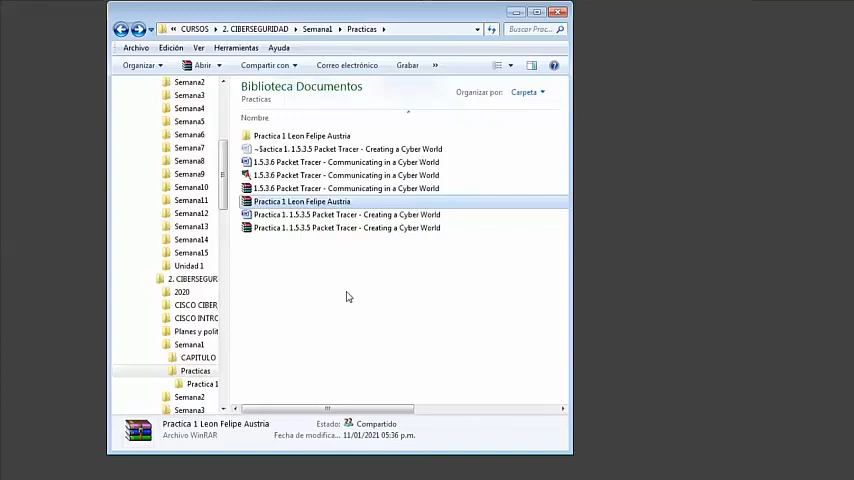 « CURSOS ▸ 2. CIBERSEGURIDAD ▸ Semana1 ▸ Practicas ▸
Buscar Prac...
Archivo Edición Ver Herramientas Ayuda
Organizar Abrir Compartir con Correo electrónico Grabar »
Semana2
Semana3
Semana4
Semana5
Semana6
Semana7
Semana8
Semana9
Semana10
Semana11
Semana12
Semana13
Semana14
Semana15
Unidad 1
2. CIBERSEGUR
2020
CISCO CIBER
CISCO INTRO
Planes y polit
Semana1
CAPITULO
Practicas
Practica 1
Semana2
Semana3
Biblioteca Documentos
Practicas
Organizar por: Carpeta
Nombre
Practica 1 Leon Felipe Austria
~$actica 1. 1.5.3.5 Packet Tracer - Creating a Cyber World
1.5.3.6 Packet Tracer - Communicating in a Cyber World
1.5.3.6 Packet Tracer - Communicating in a Cyber World
1.5.3.6 Packet Tracer - Communicating in a Cyber World
Practica 1 Leon Felipe Austria
Practica 1. 1.5.3.5 Packet Tracer - Creating a Cyber World
Practica 1. 1.5.3.5 Packet Tracer - Creating a Cyber World
Practica 1 Leon Felipe Austria
Archivo WinRAR
Estado: Compartido
Fecha de modifica... 11/01/2021 05:36 p.m.